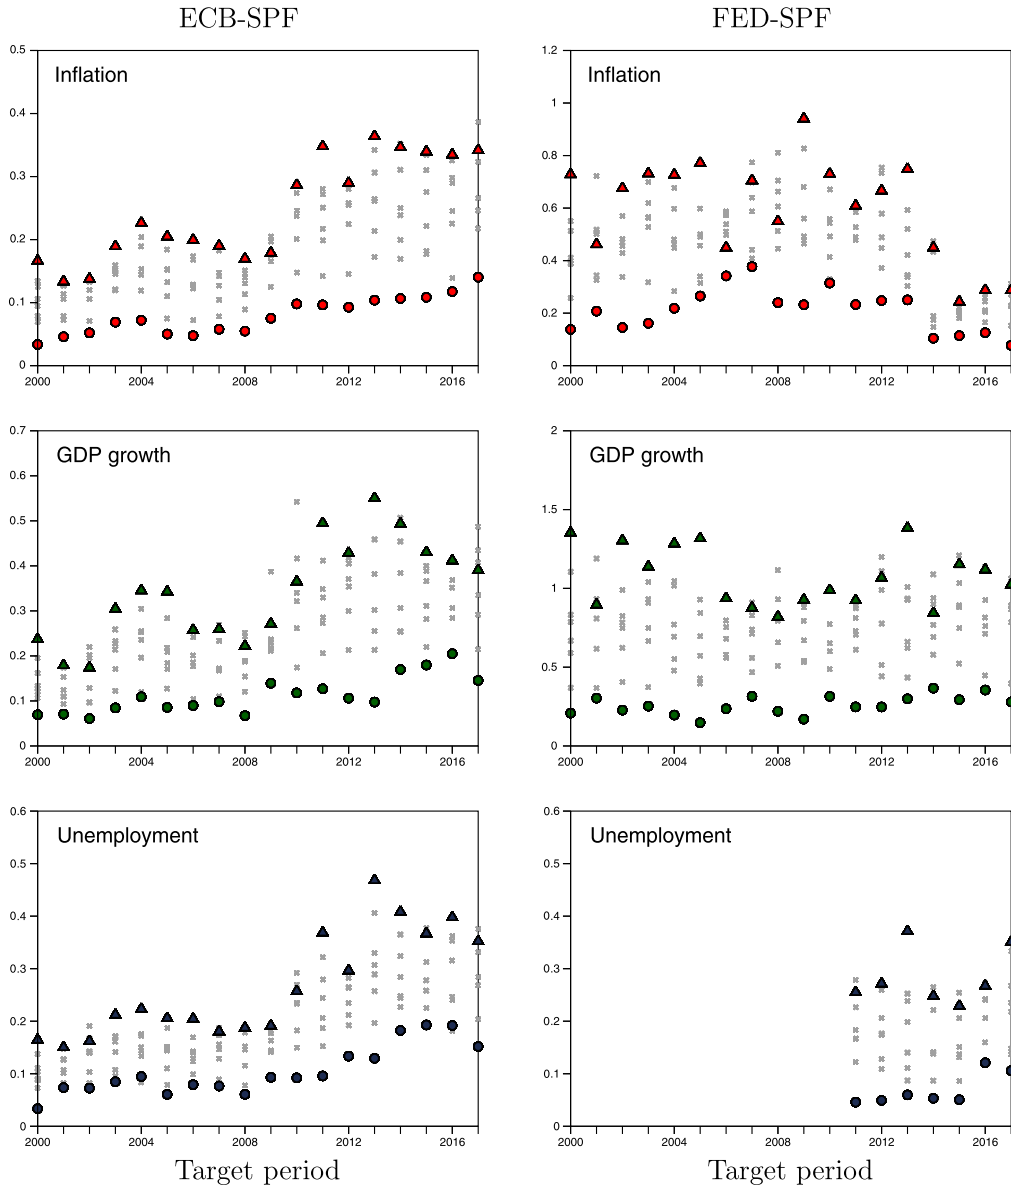 ECB-SPF FED-SPF
0.5 1.2
Inflation Inflation
0.4 1
0.3 0.8
0.6
0.2 0.4
0.1 0.2
0 0
2000 2004 2008 2012 2016 2000 2004 2008 2012 2016
0.7 2
GDP growth GDP growth
0.6
0.5 1.5
0.4 1
0.3
0.2 0.5
0.1
0 0
2000 2004 2008 2012 2016 2000 2004 2008 2012 2016
0.6 0.6
Unemployment Unemployment
0.5 0.5
0.4 0.4
0.3 0.3
0.2 0.2
0.1 0.1
0 0
2000 2004 2008 2012 2016 2000 2004 2008 2012 2016
Target period Target period